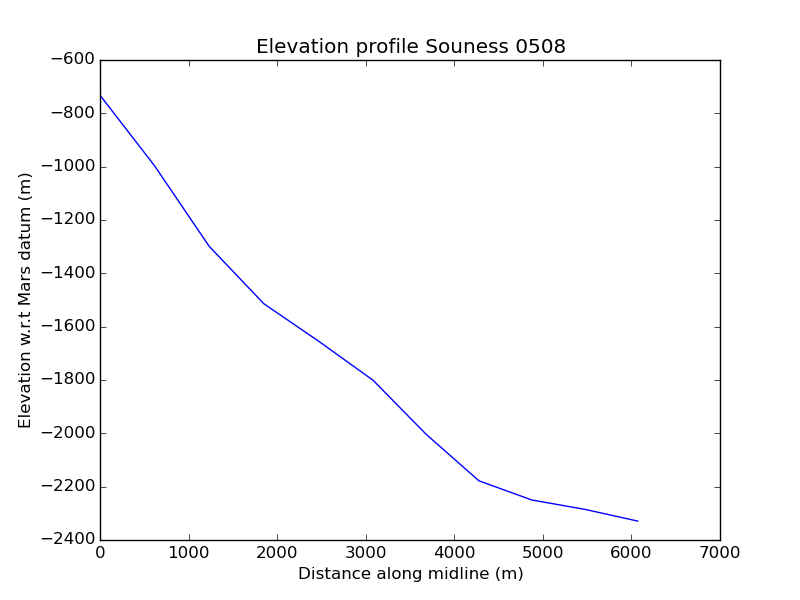 Elevation profile Souness 0508
−600
−800
−1000
−1200
−1400
−1600
−1800
−2000
−2200
−2400
Elevation w.r.t Mars datum (m)
0 1000 2000 3000 4000 5000 6000 7000
Distance along midline (m)